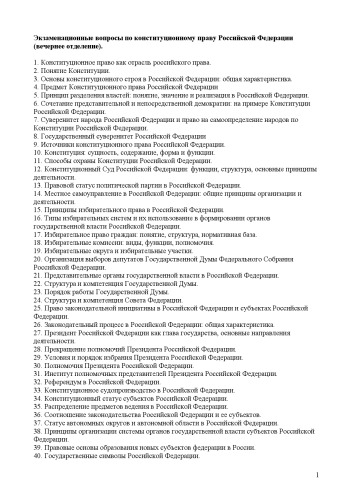 Экзаменационные вопросы по конституционному праву Российской Федерации
(вечернее отделение).
1. Конституционное право как отрасль российского права.
2. Понятие Конституции.
3. Основы конституционного строя в Российской Федерации: общая характеристика.
4. Предмет Конституционного права Российской Федерации
5. Принцип разделения властей: понятие, значение и реализация в Российской Федерации.
6. Сочетание представительной и непосредственной демократии: на примере Конституции
Российской Федерации.
7. Суверенитет народа Российской Федерации и право на самоопределение народов по
Конституции Российской Федерации.
8. Государственный суверенитет Российской Федерации
9. Источники конституционного права Российской Федерации.
10. Конституция: сущность, содержание, форма и функции.
11. Способы охраны Конституции Российской Федерации.
12. Конституционный Суд Российской Федерации: функции, структура, основные принципы
деятельности.
13. Правовой статус политической партии в Российской Федерации.
14. Местное самоуправление в Российской Федерации: общие принципы организации и
деятельности.
15. Принципы избирательного права в Российской Федерации.
16. Типы избирательных систем и их использование в формировании органов
государственной власти Российской Федерации.
17. Избирательное право граждан: понятие, структура, нормативная база.
18. Избирательные комиссии: виды, функции, полномочия.
19. Избирательные округа и избирательные участки.
20. Организация выборов депутатов Государственной Думы Федерального Собрания
Российской Федерации.
21. Представительные органы государственной власти в Российской Федерации.
22. Структура и компетенция Государственной Думы.
23. Порядок работы Государственной Думы.
24. Структура и компетенция Совета Федерации.
25. Право законодательной инициативы в Российской Федерации и субъектах Российской
Федерации.
26. Законодательный процесс в Российской Федерации: общая характеристика.
27. Президент Российской Федерации как глава государства, основные направления
деятельности.
28. Прекращение полномочий Президента Российской Федерации.
29. Условия и порядок избрания Президента Российской Федерации.
30. Полномочия Президента Российской Федерации.
31. Институт полномочных представителей Президента Российской Федерации.
32. Референдум в Российской Федерации.
33. Конституционное судопроизводство в Российской Федерации.
34. Конституционный статус субъектов Российской Федерации.
35. Распределение предметов ведения в Российской Федерации.
36. Соотношение законодательства Российской Федерации и ее субъектов.
37. Статус автономных округов и автономной области в Российской Федерации.
38. Принципы организации системы органов государственной власти субъектов Российской
Федерации.
39. Правовые основы образования новых субъектов федерации в России.
40. Государственные символы Российской Федерации.
1